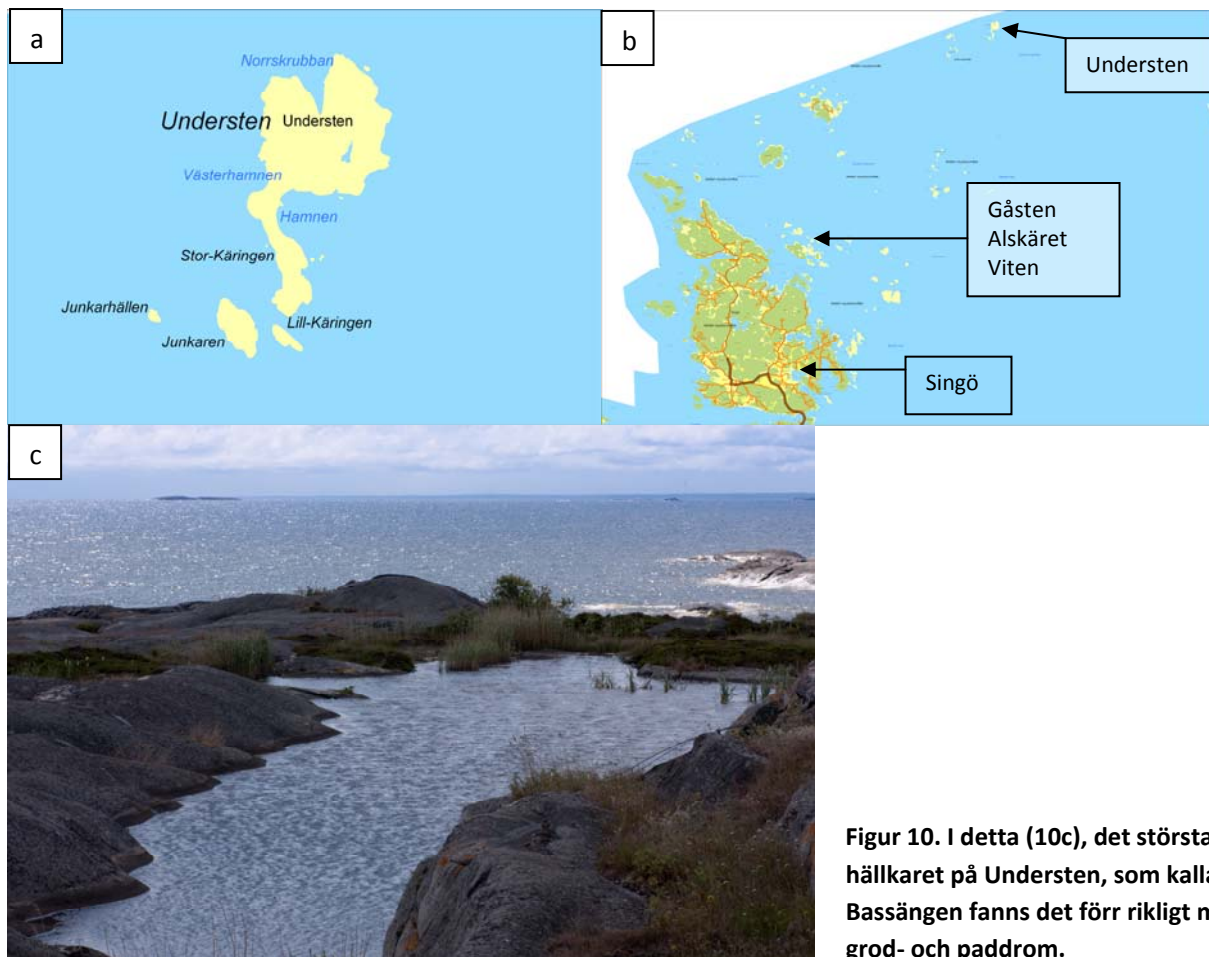 a
Norrskrubban
Understen Understen
Västerhamnen
Hamnen
Stor-Käringen
Junkarhällen
Lill-Käringen
Junkaren
b
Understen
Gåsten
Alskäret
Viten
Singö
c
Figur 10. I detta (10c), det största
hällkaret på Understen, som kalla
Bassängen fanns det förr rikligt
grod- och paddrom.